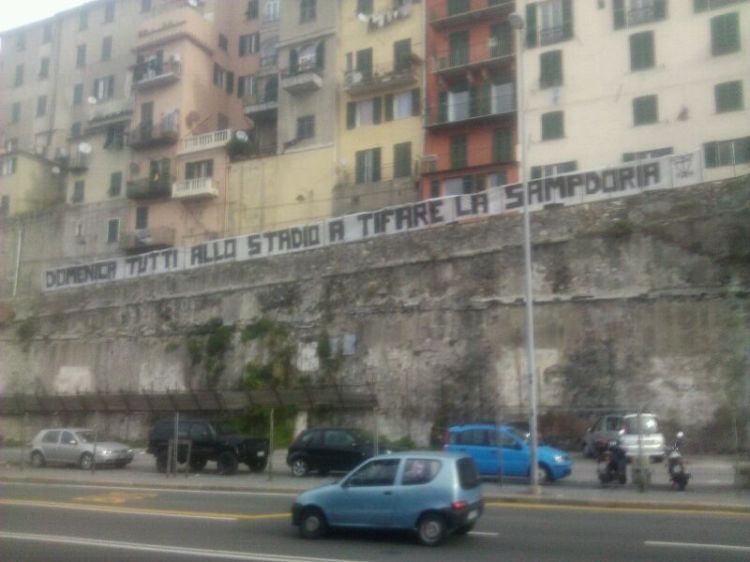 DOMENICA TUTTI ALLO STADIO A TIFARE LA SAMPDORIA